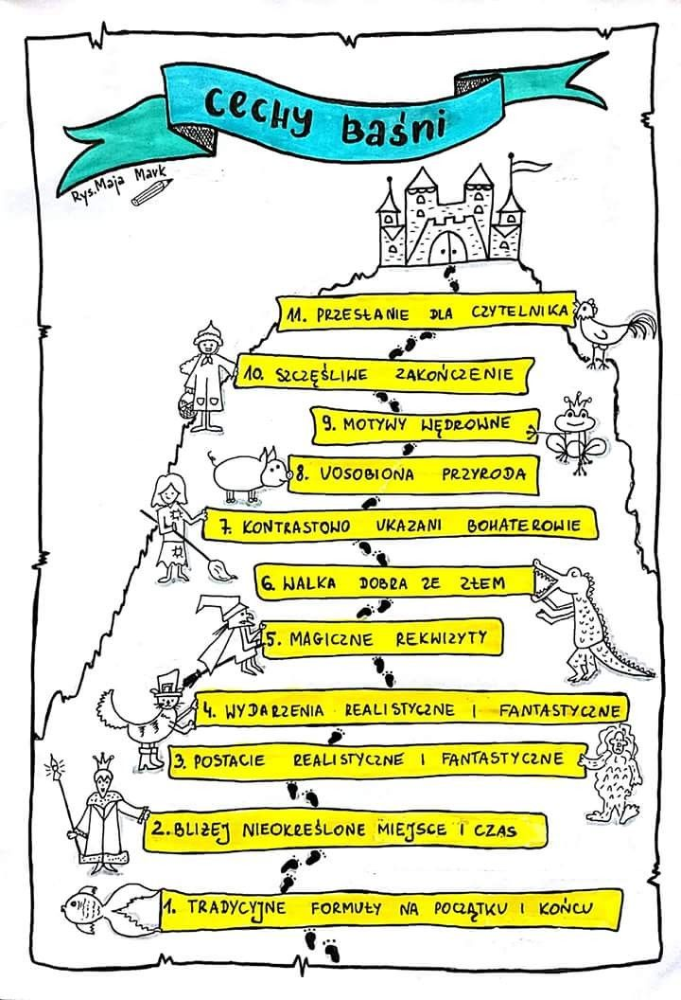 CECHY BAŚNI
Rys. Maja Mark
11. PRZESŁANIE DLA CZYTELNIKA
10. SZCZĘŚLIWE ZAKOŃCZENIE
9. MOTYWY WĘDROWNE
8. UOSOBIONA PRZYRODA
7. KONTRASTOWO UKAZANI BOHATEROWIE
6. WALKA DOBRA ZE ZŁEM
5. MAGICZNE REKWIZYTY
4. WYDARZENIA REALISTYCZNE I FANTASTYCZNE
3. POSTACIE REALISTYCZNE I FANTASTYCZNE
2. BLIŻEJ NIEOKREŚLONE MIEJSCE I CZAS
1. TRADYCYJNE FORMUŁY NA POCZĄTKU I KOŃCU